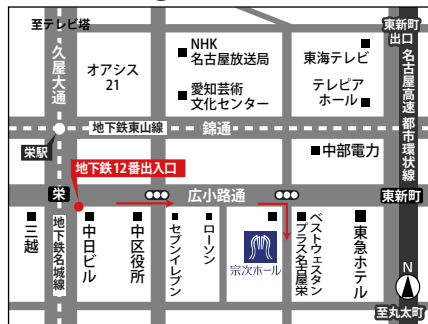 至テレビ塔
東新町
出口
久屋大通
オアシス
21
NHK
名古屋放送局
愛知芸術
文化センター
東海テレビ
テレピア
ホール
名古屋高速都市環状線
地下鉄東山線
錦通
栄駅
中部電力
地下鉄12番出入口
栄
広小路通
東新町
三越
地下鉄名城線
中日ビル
中区役所
セブンイレブン
ローソン
宗次ホール
ベストウェスタン
プラス名古屋栄
東急ホテル
N
至丸太町